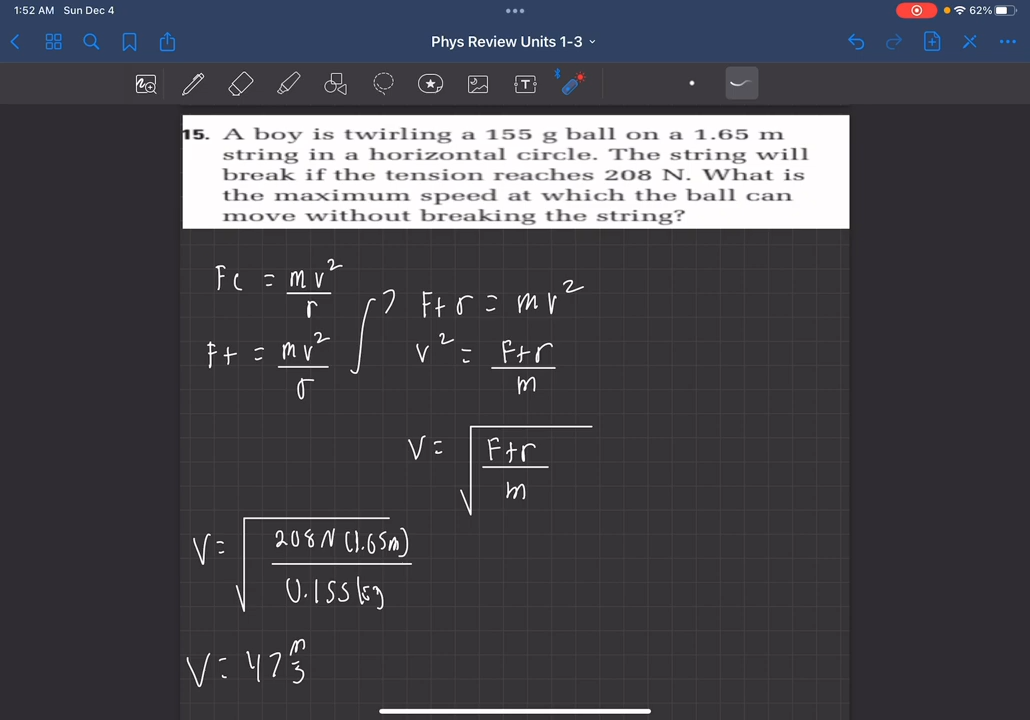 1:52 AM Sun Dec 4
62%
Phys Review Units 1-3
T
15. A boy is twirling a 155 g ball on a 1.65 m
string in a horizontal circle. The string will
break if the tension reaches 208 N. What is
the maximum speed at which the ball can
move without breaking the string?
Fc = mv²/r
Ft = mv²/r
Ft r = mv²
v² = Ft r/m
V = √(Ft r/m)
V = √(208N(1.65m)/0.155kg)
V = 47 m/s